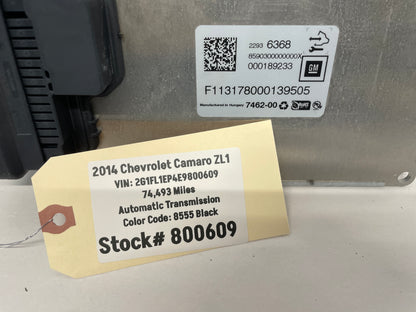 2293 6368
85903000000000X
000189233
GM
F113178000139505
Manufactured in Hungary 7462-00
2014 Chevrolet Camaro ZL1
VIN: 2G1FL1EP4E9800609
74,493 Miles
Automatic Transmission
Color Code: 8555 Black
Stock# 800609